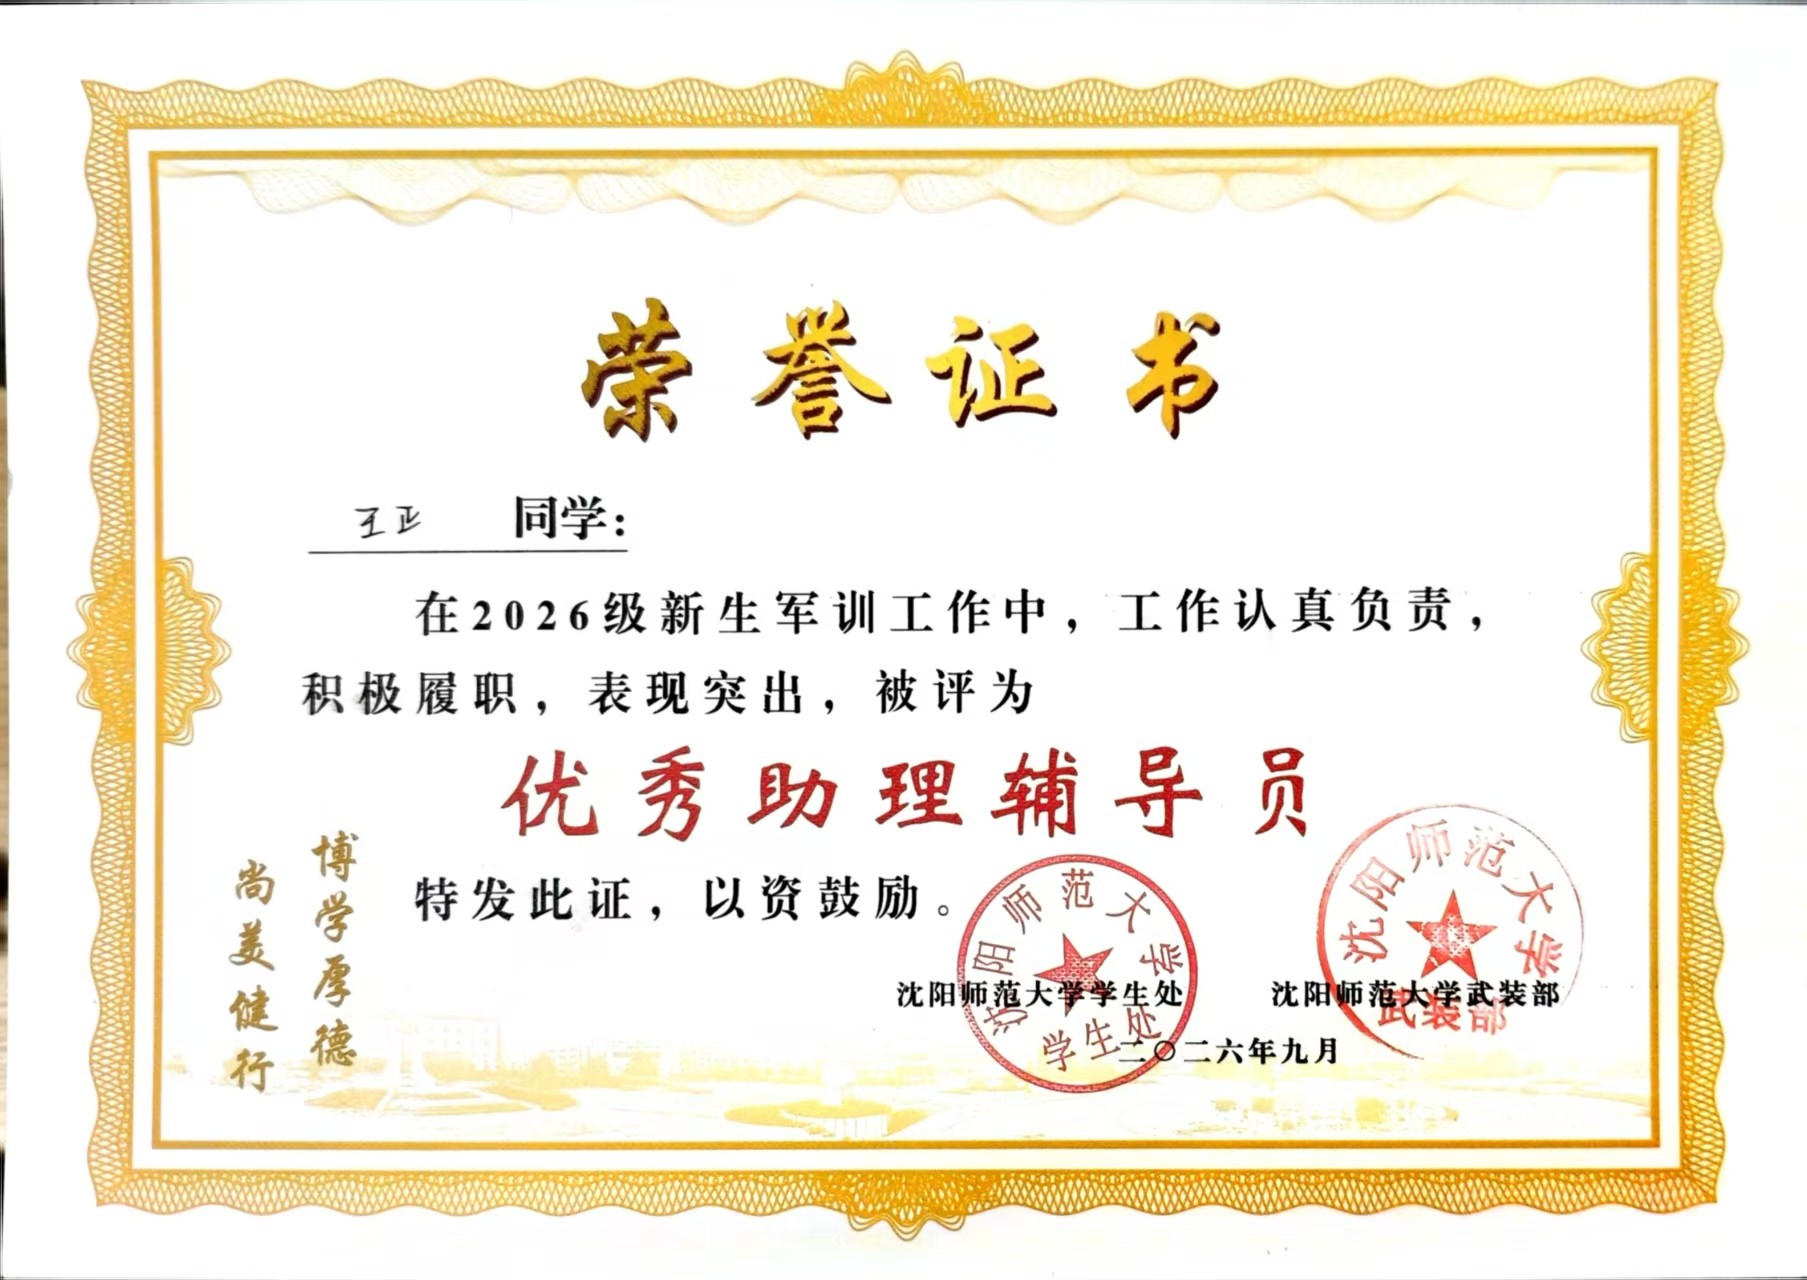 荣誉证书
王正 同学：
在2026级新生军训工作中，工作认真负责，
积极履职，表现突出，被评为
优秀助理辅导员
特发此证，以资鼓励。
博学厚德
尚美健行
沈阳师范大学学生处 沈阳师范大学武装部
二〇二六年九月
沈阳师范大学
学生处
沈阳师范大学
武装部